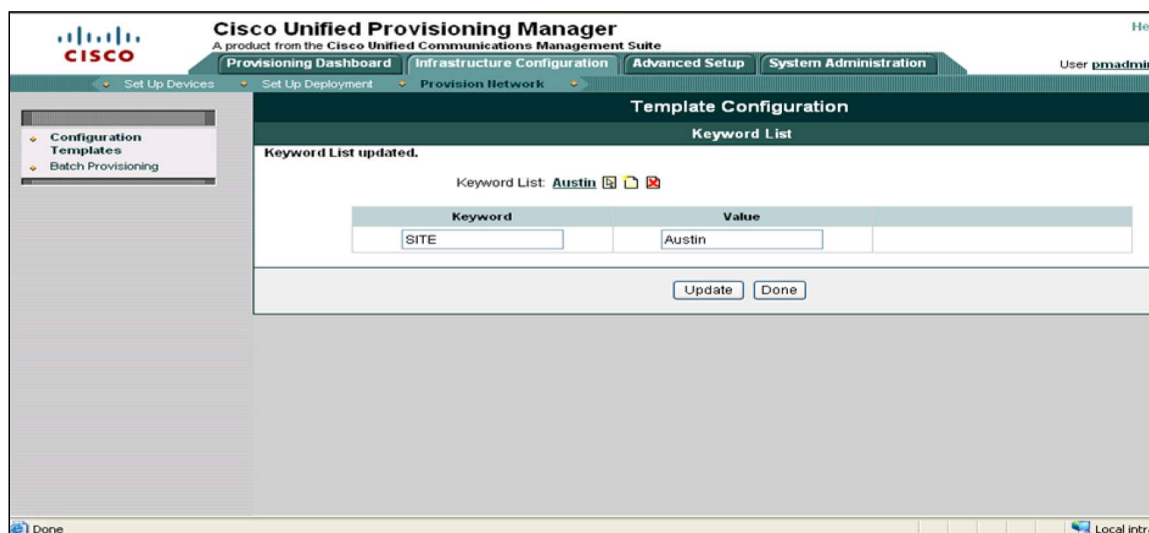 Cisco Unified Provisioning Manager
A product from the Cisco Unified Communications Management Suite
CISCO
Provisioning Dashboard Infrastructure Configuration Advanced Setup System Administration
User pmadmin
Set Up Devices Set Up Deployment Provision Network
Template Configuration
Keyword List
Configuration
Templates
Batch Provisioning
Keyword List updated.
Keyword List: Austin
Keyword Value
SITE Austin
Update Done
Done
Local intra